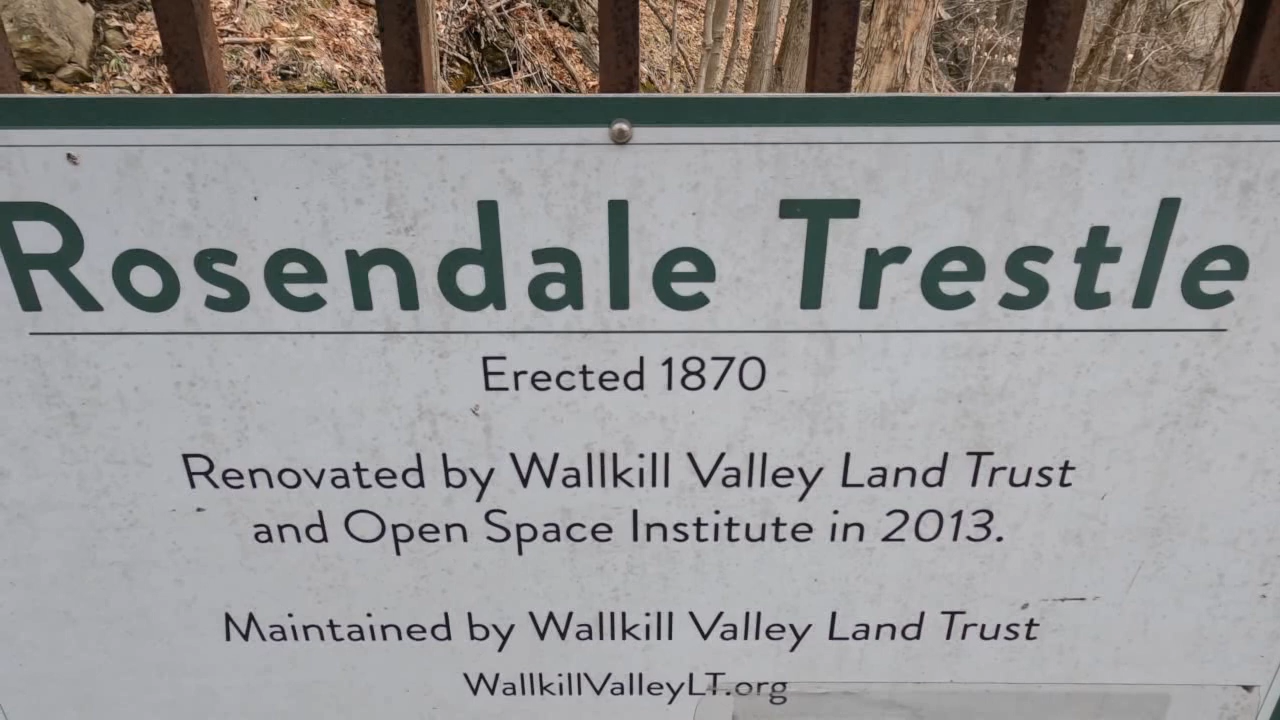 Rosendale Trestle
Erected 1870
Renovated by Wallkill Valley Land Trust
and Open Space Institute in 2013.
Maintained by Wallkill Valley Land Trust
WallkillValleyLT.org